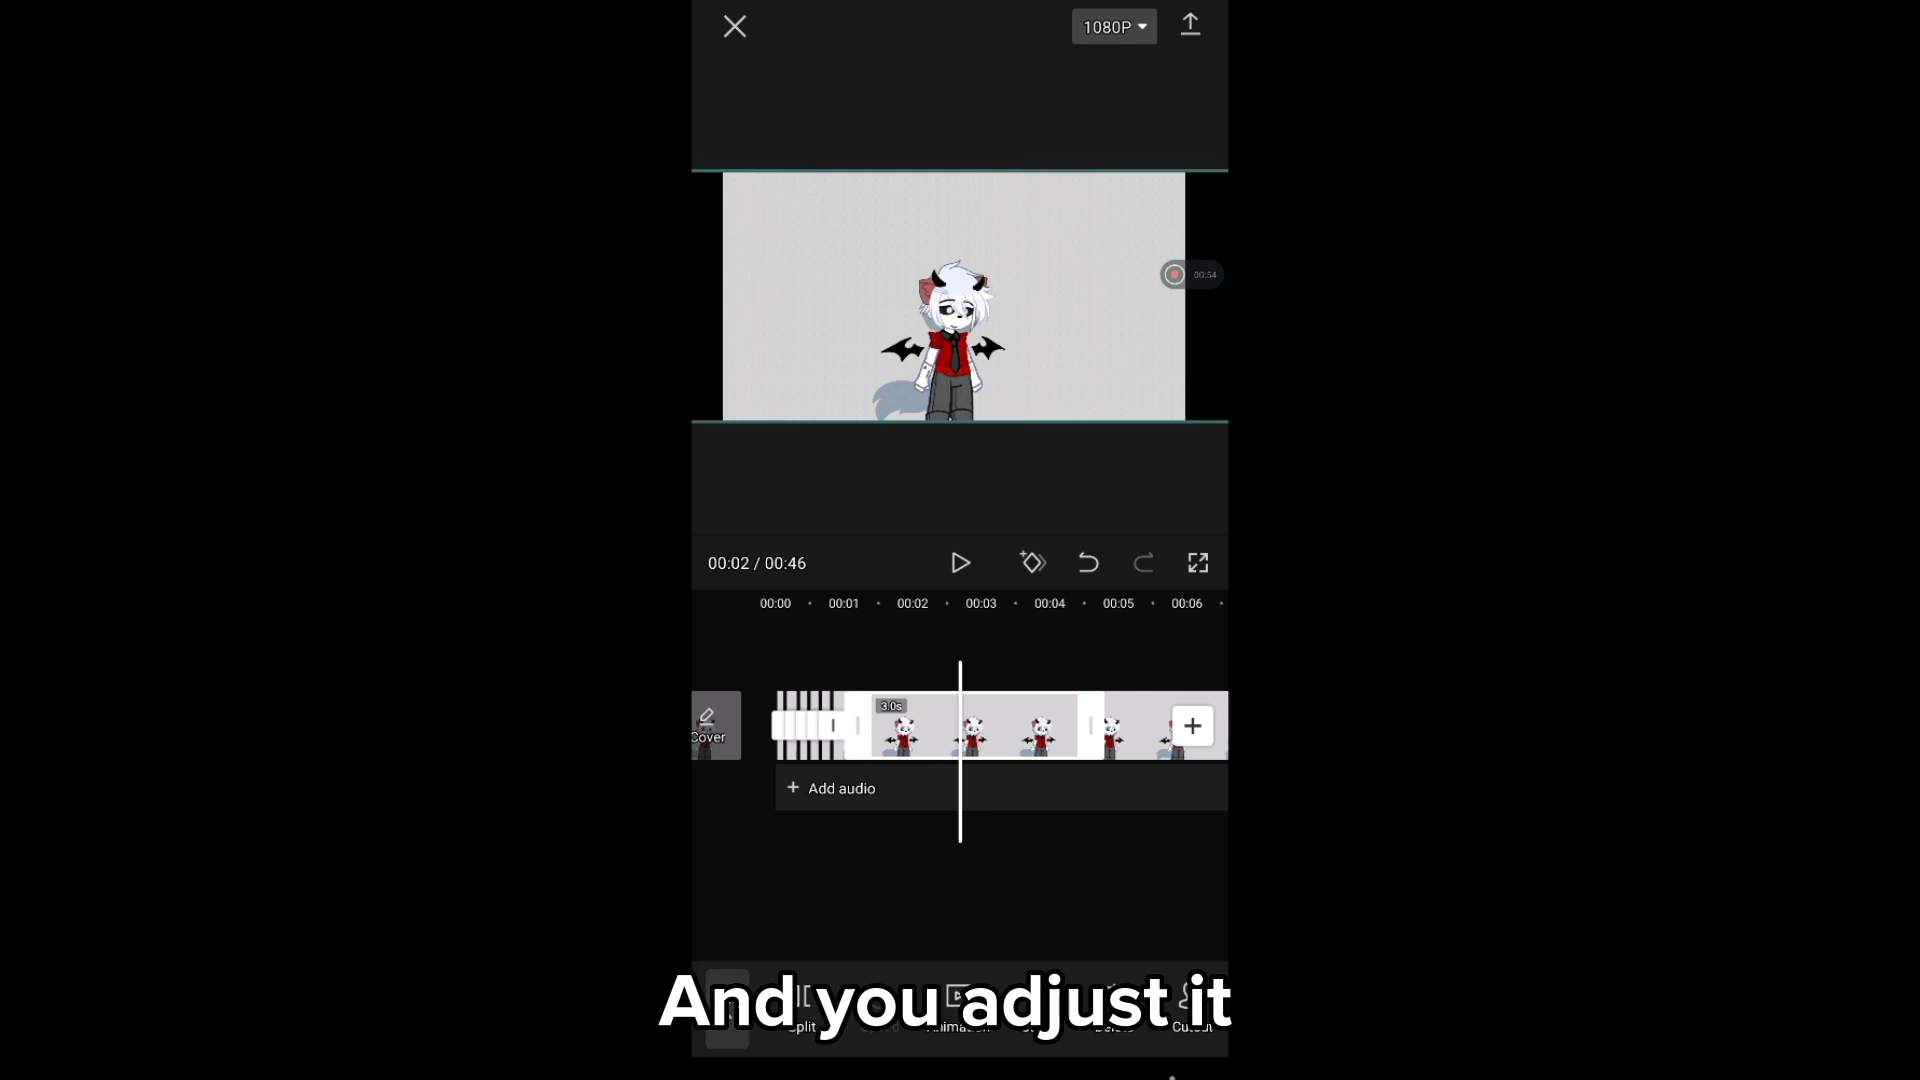 1080P
00:54
00:02 / 00:46
00:00 00:01 00:02 00:03 00:04 00:05 00:06
3.0s
Cover
Add audio
And you adjust it
Split Animation Cutout